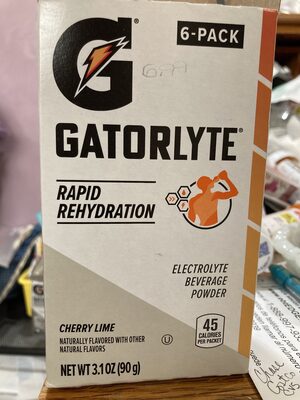 G
6-PACK
GATORLYTE®
RAPID
REHYDRATION
ELECTROLYTE
BEVERAGE
POWDER
CHERRY LIME
NATURALLY FLAVORED WITH OTHER
NATURAL FLAVORS
U
45
CALORIES
PER PACKET
NET WT 3.1 OZ (90 g)